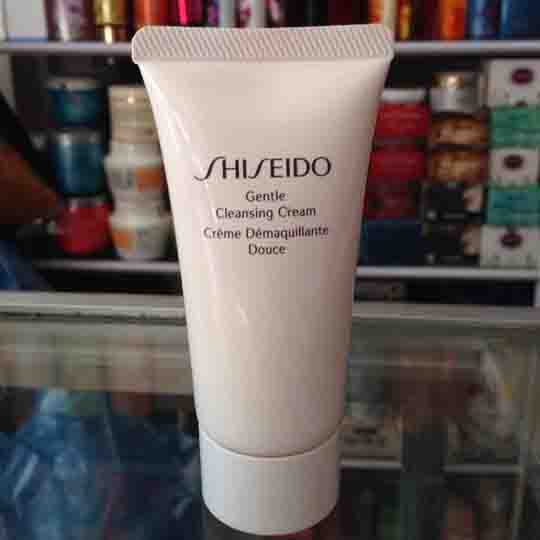 SHISEIDO
Gentle
Cleansing Cream
Crème Démaquillante
Douce